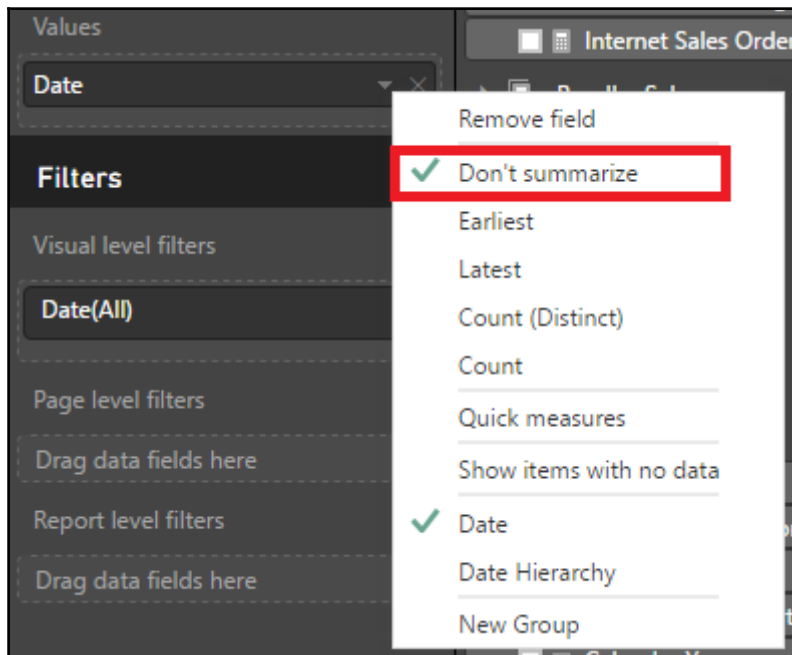 Values
Internet Sales Order
Date
Remove field
Filters
Don't summarize
Earliest
Visual level filters
Latest
Date(All)
Count (Distinct)
Count
Page level filters
Quick measures
Drag data fields here
Show items with no data
Report level filters
Date
Drag data fields here
Date Hierarchy
New Group